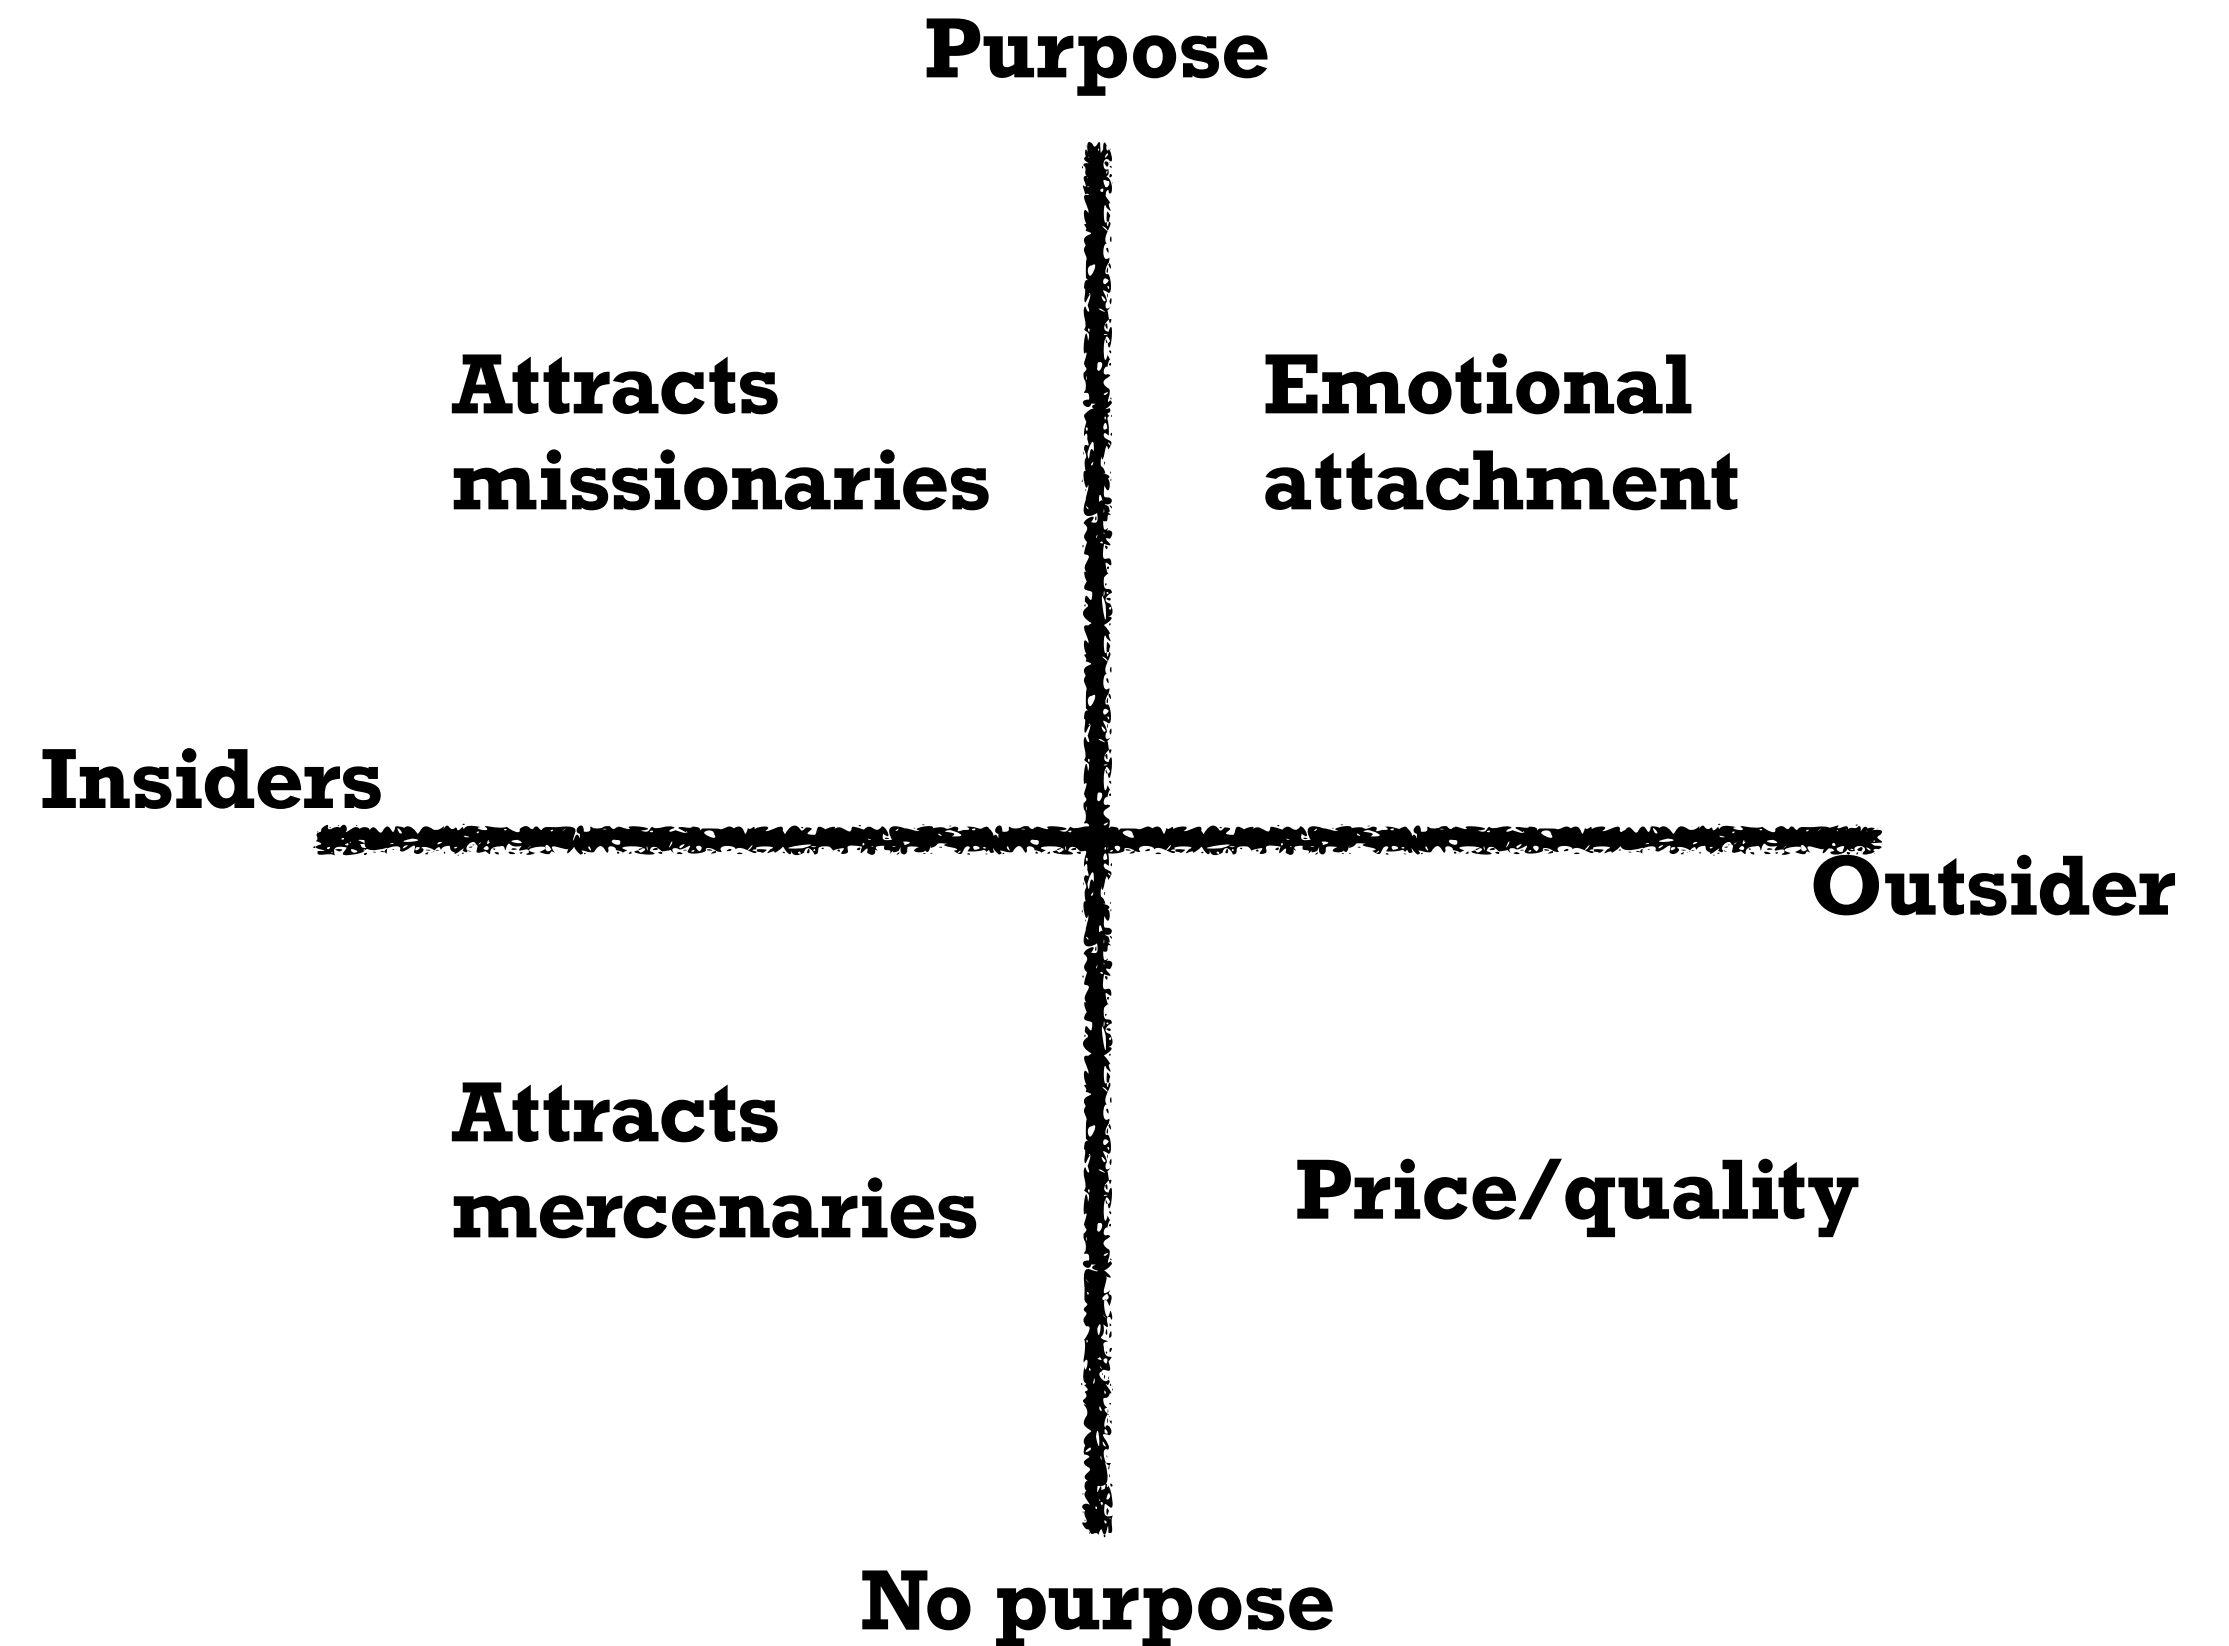 Purpose
Attracts
missionaries
Emotional
attachment
Insiders
Outsider
Attracts
mercenaries
Price/quality
No purpose